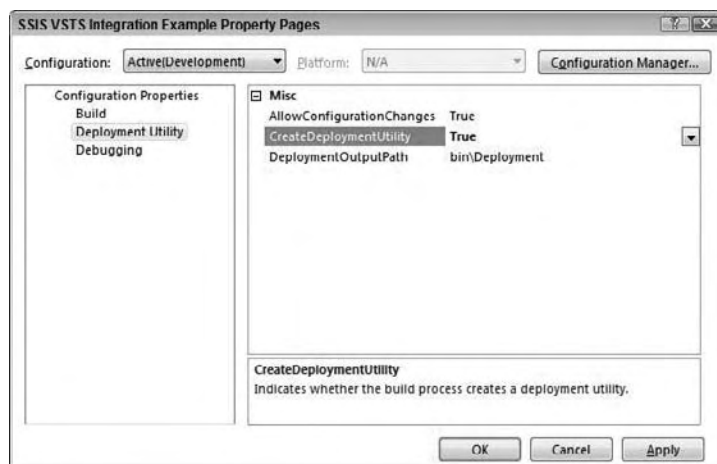 SSIS VSTS Integration Example Property Pages
Configuration: Active(Development) Platform: N/A Configuration Manager...
Configuration Properties
Build
Deployment Utility
Debugging
Misc
AllowConfigurationChanges True
CreateDeploymentUtility True
DeploymentOutputPath bin\Deployment
CreateDeploymentUtility
Indicates whether the build process creates a deployment utility.
OK Cancel Apply